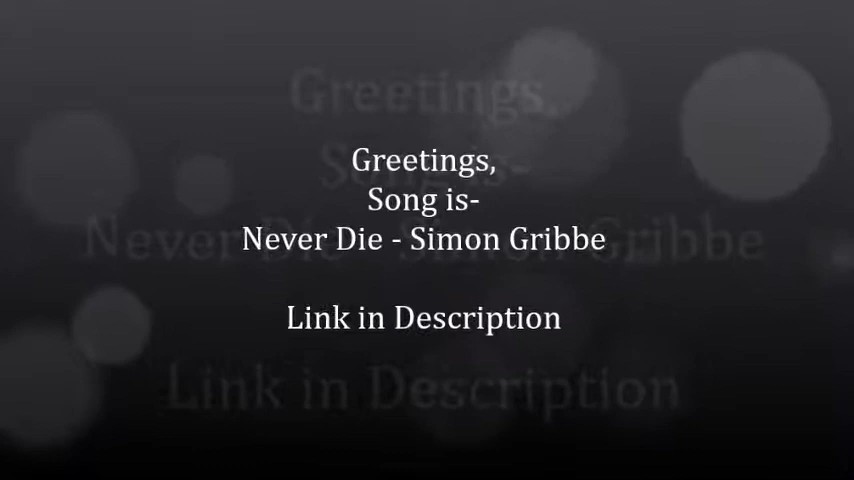 Greetings,
Song is-
Never Die - Simon Gribbe
Link in Description